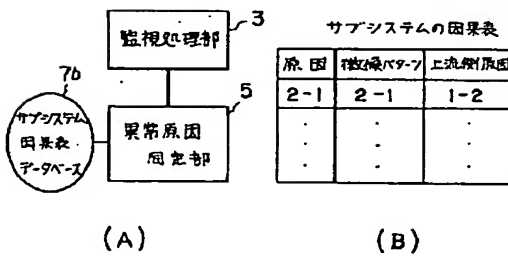 監視処理部
3
7b
サブシステム
因果表
データベース
異常原因
同定部
5
(A)
サブシステムの因果表
原因 徴候パターン 上流側原因
2-1 2-1 1-2
(B)